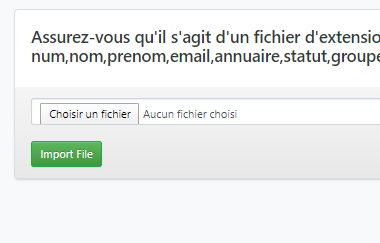 Assurez-vous qu'il s'agit d'un fichier d'extensio
num,nom,prenom,email,annuaire,statut,groupe
Choisir un fichier Aucun fichier choisi
Import File